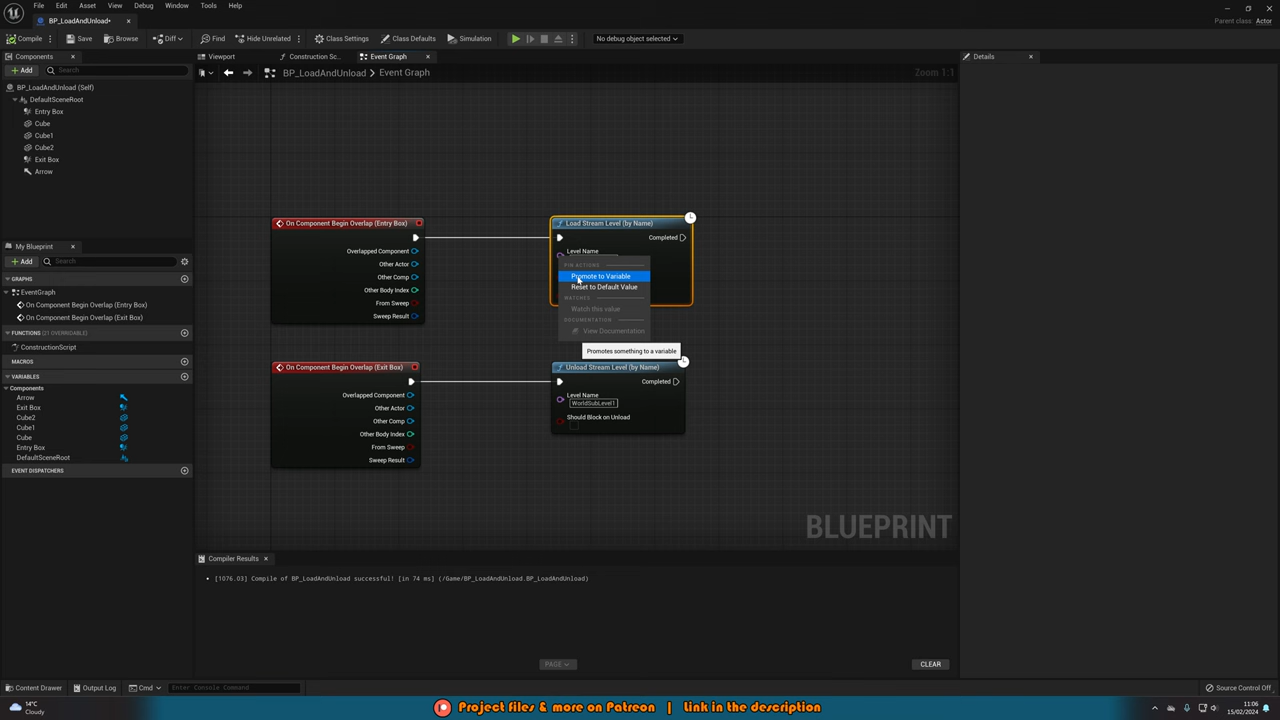 File Edit Asset View Debug Window Tools Help
BP_LoadAndUnload•
Parent class: Actor
Compile Save Browse Diff Find Hide Unrelated Class Settings Class Defaults Simulation No debug object selected
Components
Viewport Construction Sc... Event Graph
Details
Add Search
BP_LoadAndUnload > Event Graph
Zoom 1:1
BP_LoadAndUnload (Self)
DefaultSceneRoot
Entry Box
Cube
Cube1
Cube2
Exit Box
Arrow
My Blueprint
Add Search
GRAPHS
EventGraph
On Component Begin Overlap (Entry Box)
On Component Begin Overlap (Exit Box)
FUNCTIONS (21 OVERRIDABLE)
ConstructionScript
MACROS
VARIABLES
Components
Arrow
Exit Box
Cube2
Cube1
Cube
Entry Box
DefaultSceneRoot
EVENT DISPATCHERS
On Component Begin Overlap (Entry Box)
Overlapped Component
Other Actor
Other Comp
Other Body Index
From Sweep
Sweep Result
Load Stream Level (by Name)
Completed
Level Name
PIN ACTIONS
Promote to Variable
Reset to Default Value
WATCHES
Watch this value
DOCUMENTATION
View Documentation
Promotes something to a variable
On Component Begin Overlap (Exit Box)
Overlapped Component
Other Actor
Other Comp
Other Body Index
From Sweep
Sweep Result
Unload Stream Level (by Name)
Completed
Level Name
WorldSubLevel1
Should Block on Unload
BLUEPRINT
Compiler Results
[1076.03] Compile of BP_LoadAndUnload successful! [in 74 ms] (/Game/BP_LoadAndUnload.BP_LoadAndUnload)
PAGE
CLEAR
Content Drawer Output Log Cmd Enter Console Command
Source Control Off
14°C
Cloudy
Project files & more on Patreon | Link in the description
11:06
15/02/2024